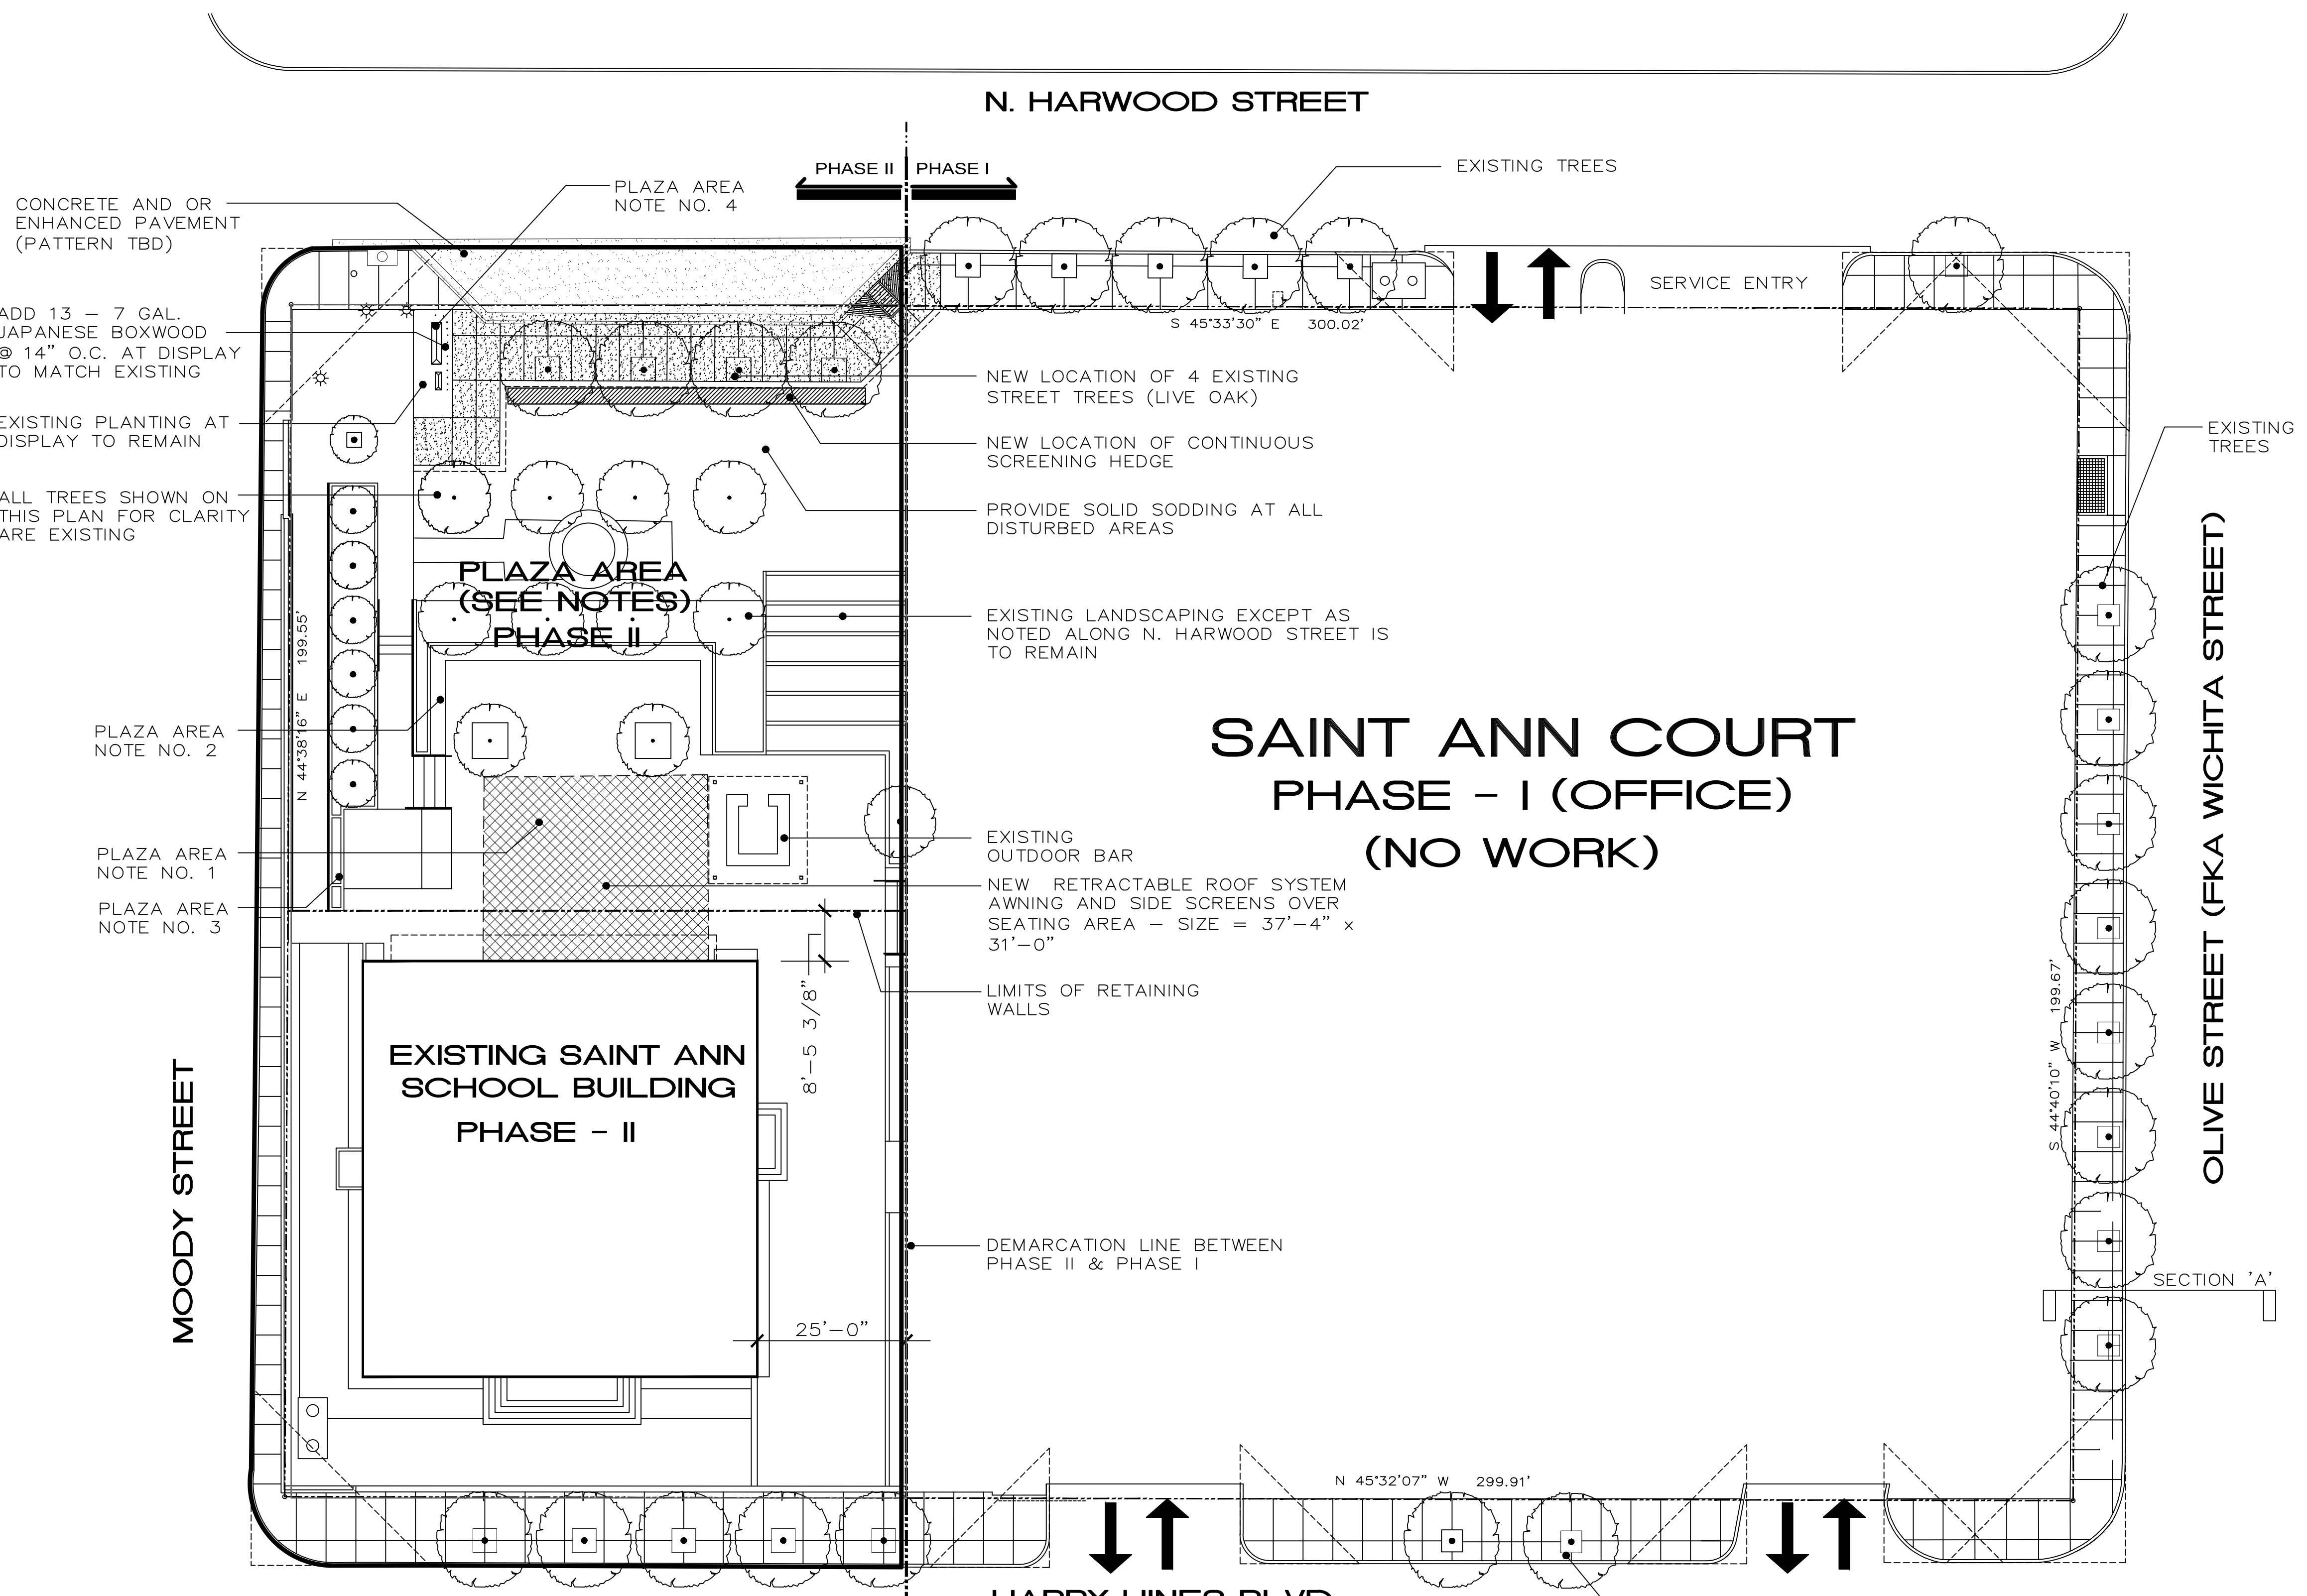 N. HARWOOD STREET
PHASE II
PHASE I
EXISTING TREES
PLAZA AREA
NOTE NO. 4
CONCRETE AND OR
ENHANCED PAVEMENT
(PATTERN TBD)
SERVICE ENTRY
S 45°33'30" E 300.02'
ADD 13 – 7 GAL.
JAPANESE BOXWOOD
@ 14" O.C. AT DISPLAY
TO MATCH EXISTING
EXISTING PLANTING AT
DISPLAY TO REMAIN
ALL TREES SHOWN ON
THIS PLAN FOR CLARITY
ARE EXISTING
NEW LOCATION OF 4 EXISTING
STREET TREES (LIVE OAK)
NEW LOCATION OF CONTINUOUS
SCREENING HEDGE
PROVIDE SOLID SODDING AT ALL
DISTURBED AREAS
EXISTING
TREES
PLAZA AREA
(SEE NOTES)
PHASE II
EXISTING LANDSCAPING EXCEPT AS
NOTED ALONG N. HARWOOD STREET IS
TO REMAIN
N 44°38'16" E 199.55'
PLAZA AREA
NOTE NO. 2
SAINT ANN COURT
PHASE - I (OFFICE)
(NO WORK)
PLAZA AREA
NOTE NO. 1
PLAZA AREA
NOTE NO. 3
EXISTING
OUTDOOR BAR
NEW RETRACTABLE ROOF SYSTEM
AWNING AND SIDE SCREENS OVER
SEATING AREA – SIZE = 37'–4" x
31'–0"
LIMITS OF RETAINING
WALLS
8'–5 3/8"
EXISTING SAINT ANN
SCHOOL BUILDING
PHASE - II
MOODY STREET
OLIVE STREET (FKA WICHITA STREET)
S 44°40'10" W 199.67'
DEMARCATION LINE BETWEEN
PHASE II & PHASE I
SECTION 'A'
25'–0"
N 45°32'07" W 299.91'
HARRY HINES BLVD